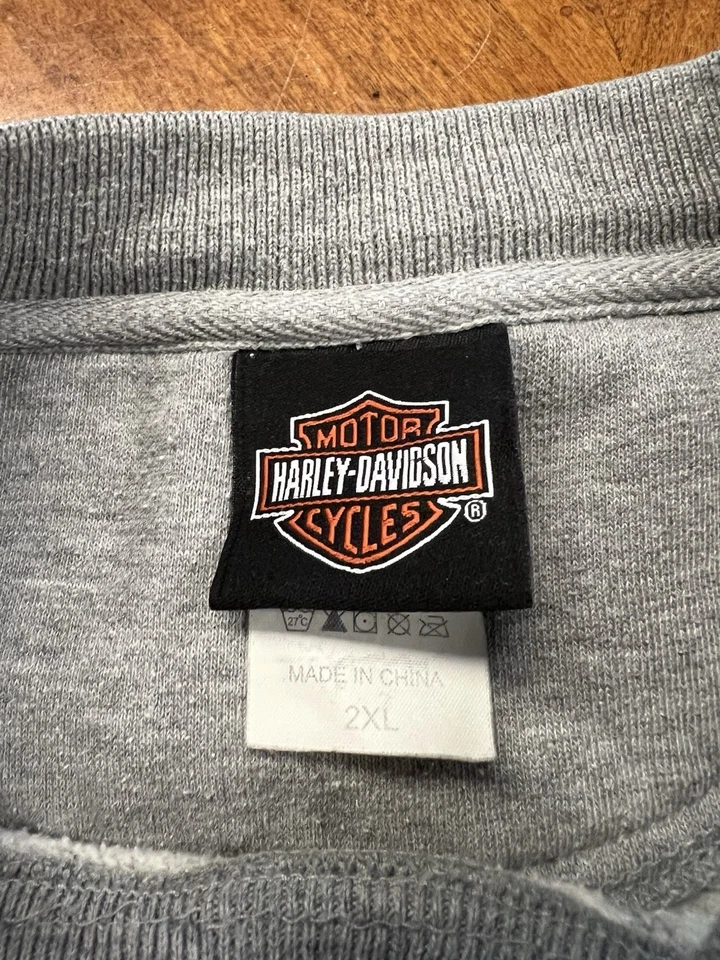 MOTOR
HARLEY-DAVIDSON
CYCLES
®
27°C
MADE IN CHINA
2XL